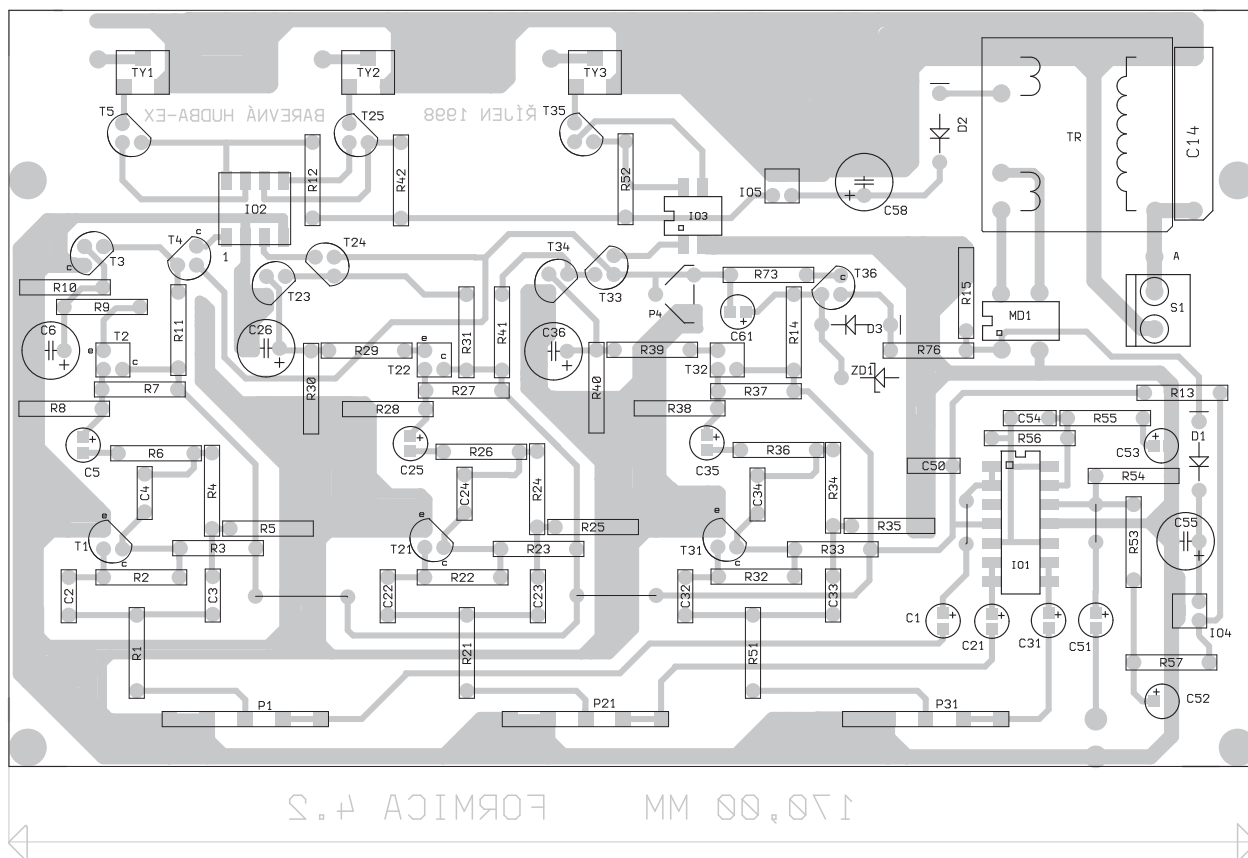 TY1 TY2 TY3
T5 BAREVNÁ HUDBA-EX T25 ŘÍJEN 1998 T35
D2 TR C14
R12 R42 R52
IO2 IO3 IO5 C58
T3 T4 T24 T34 A
c c 1 T23 T33 T36 c
R10 R9 R73 R15
P4 S1
C6 T2 R11 C26 R31 R41 C36 C61 R14 D3 MD1
e c R29 e c R39 R76
R30 T22 R40 T32 ZD1
R7 R27 R37 R13
R8 R28 R38 C54 R55
C5 C25 C35 R56 C53 D1
R6 R26 R36 C50 R54
C4 R4 C24 R24 C34 R34
e R5 e R25 e R35 R53 C55
T1 R3 T21 R23 T31 R33
c c c IO1
R2 R22 R32
C2 C3 C22 C23 C32 C33
C1 C21 C31 C51 IO4
R1 R21 R51 R57
P1 P21 P31 C52
170,00 MM FORMICA 4.2